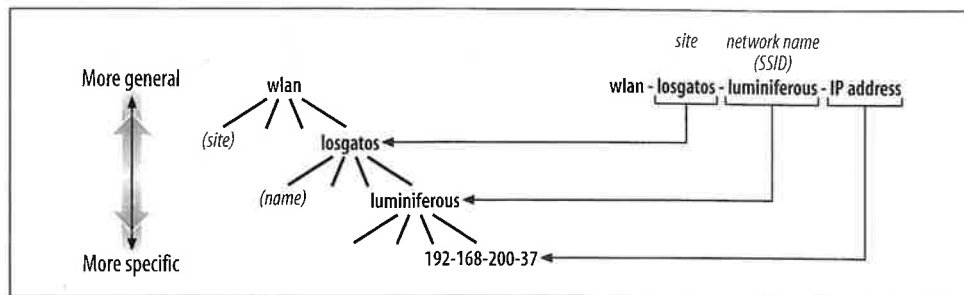 More general
wlan
(site)
losgatos
(name)
luminiferous
192-168-200-37
More specific
site network name
(SSID)
wlan - losgatos - luminiferous - IP address